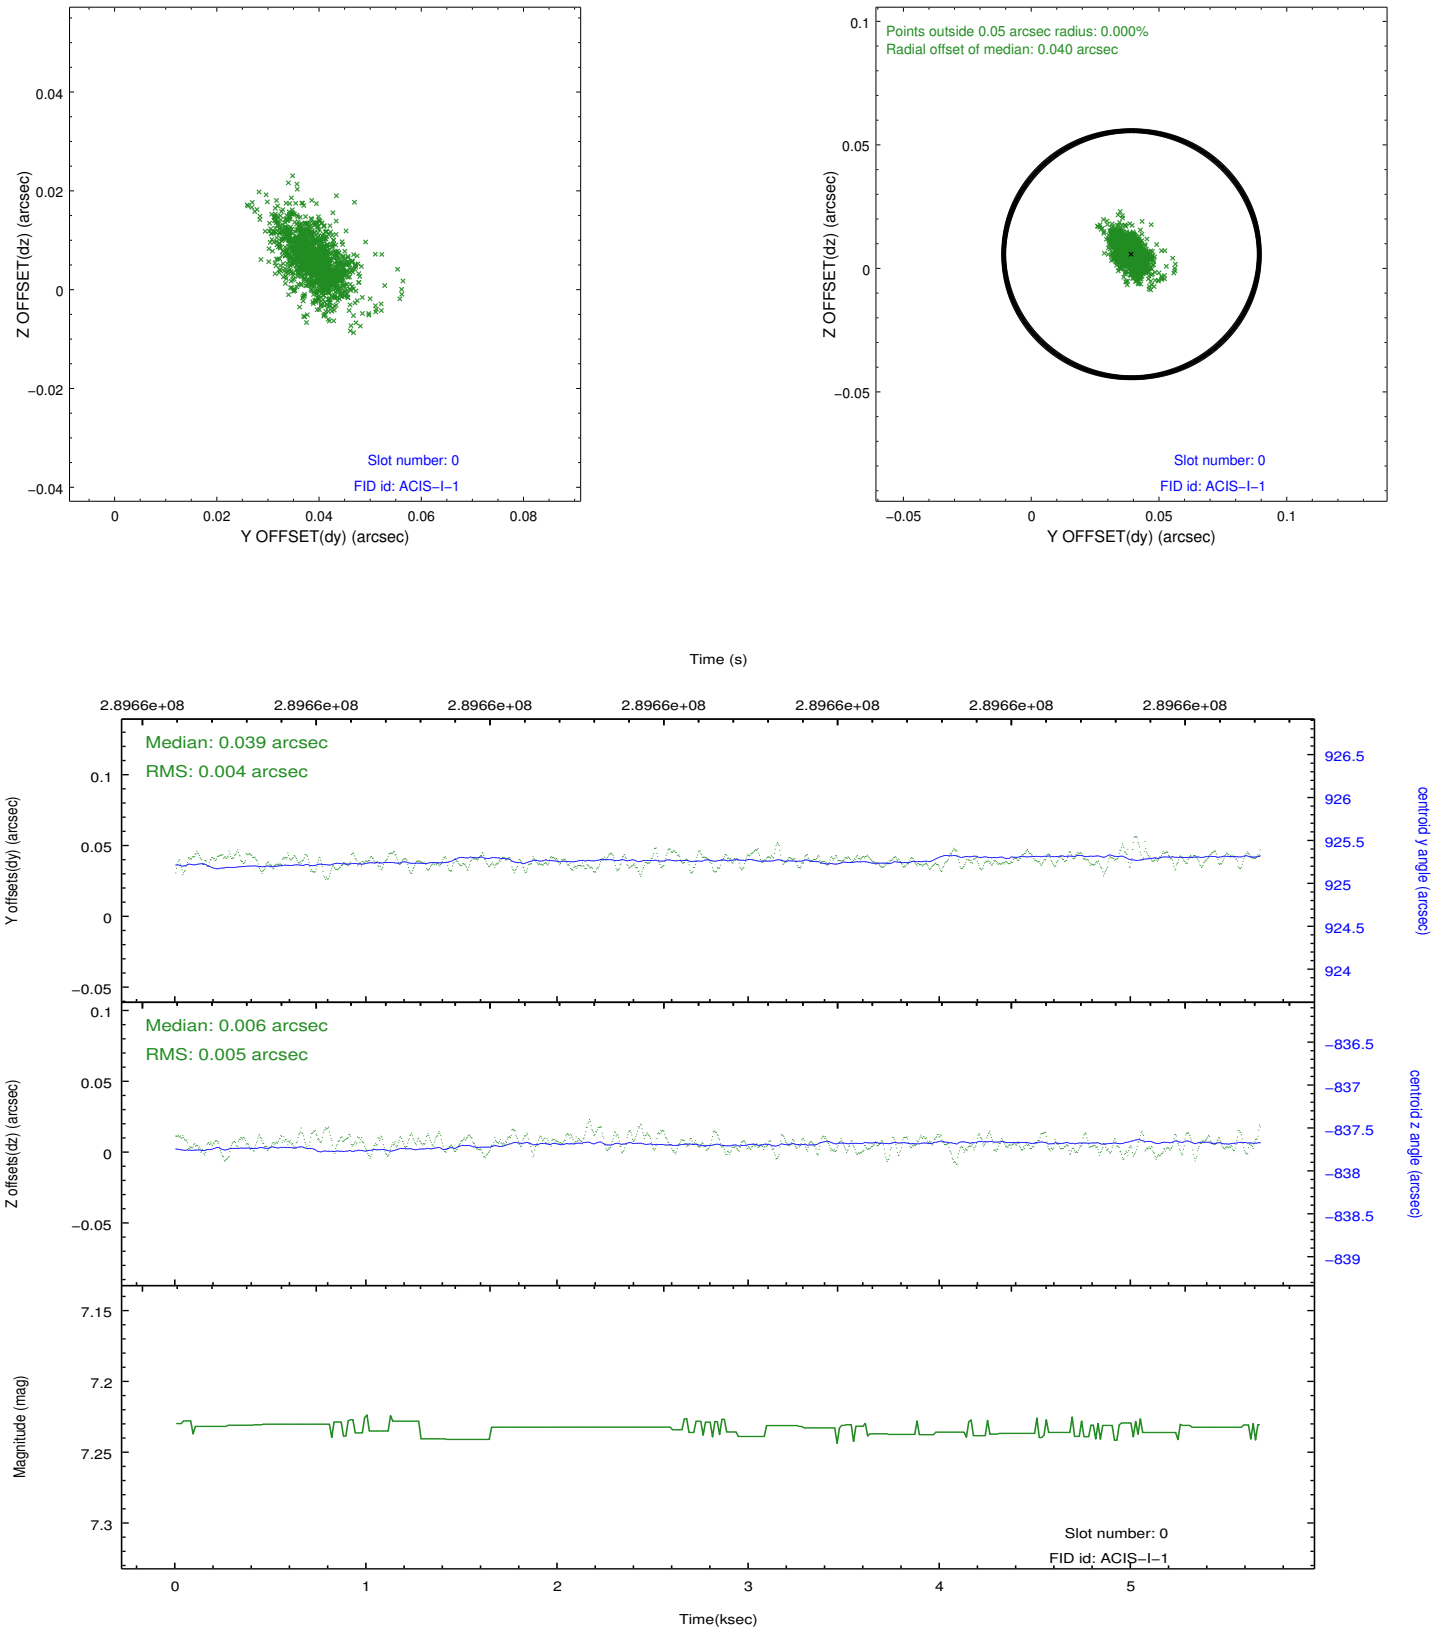 0.04
0.02
0
−0.02
−0.04
Z OFFSET(dz) (arcsec)
Slot number: 0
FID id: ACIS−I−1
0 0.02 0.04 0.06 0.08
Y OFFSET(dy) (arcsec)
Points outside 0.05 arcsec radius: 0.000%
Radial offset of median: 0.040 arcsec
0.1
0.05
0
−0.05
Z OFFSET(dz) (arcsec)
Slot number: 0
FID id: ACIS−I−1
−0.05 0 0.05 0.1
Y OFFSET(dy) (arcsec)
Time (s)
2.8966e+08 2.8966e+08 2.8966e+08 2.8966e+08 2.8966e+08 2.8966e+08 2.8966e+08
Median: 0.039 arcsec
RMS: 0.004 arcsec
0.1
0.05
0
−0.05
Y offsets(dy) (arcsec)
926.5
926
925.5
925
924.5
924
centroid y angle (arcsec)
Median: 0.006 arcsec
RMS: 0.005 arcsec
0.1
0.05
0
−0.05
Z offsets(dz) (arcsec)
−836.5
−837
−837.5
−838
−838.5
−839
centroid z angle (arcsec)
7.15
7.2
7.25
7.3
Magnitude (mag)
Slot number: 0
FID id: ACIS−I−1
0 1 2 3 4 5
Time(ksec)